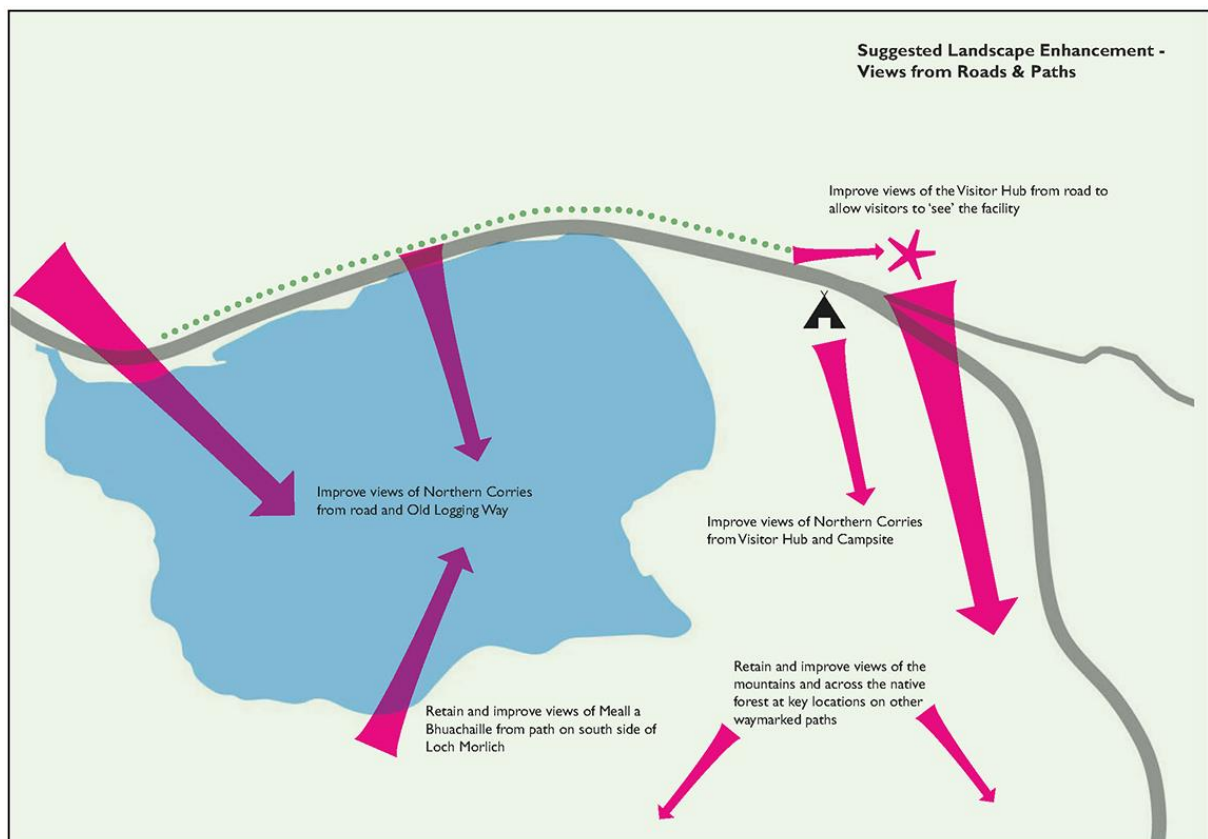 Suggested Landscape Enhancement -
Views from Roads & Paths
Improve views of the Visitor Hub from road to
allow visitors to ‘see’ the facility
Improve views of Northern Corries
from road and Old Logging Way
Improve views of Northern Corries
from Visitor Hub and Campsite
Retain and improve views of the
mountains and across the native
forest at key locations on other
waymarked paths
Retain and improve views of Meall a
Bhuachaille from path on south side of
Loch Morlich